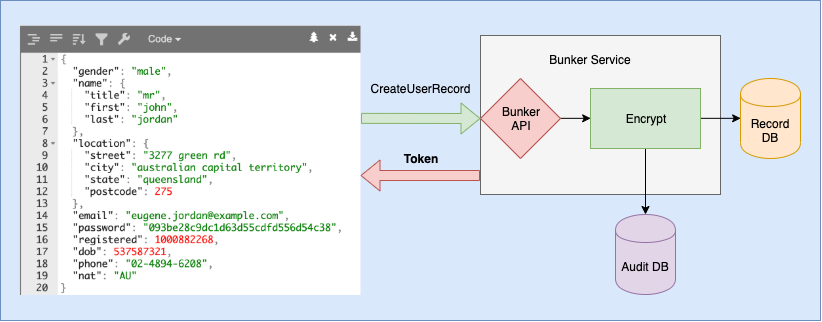 Code
1 {
2 "gender": "male",
3 "name": {
4 "title": "mr",
5 "first": "john",
6 "last": "jordan"
7 },
8 "location": {
9 "street": "3277 green rd",
10 "city": "australian capital territory",
11 "state": "queensland",
12 "postcode": 275
13 },
14 "email": "eugene.jordan@example.com",
15 "password": "093be28c9dc1d63d55cdfd556d54c38",
16 "registered": 1000882268,
17 "dob": 537587321,
18 "phone": "02-4894-6208",
19 "nat": "AU"
20 }
CreateUserRecord
Token
Bunker Service
Bunker
API
Encrypt
Record
DB
Audit DB